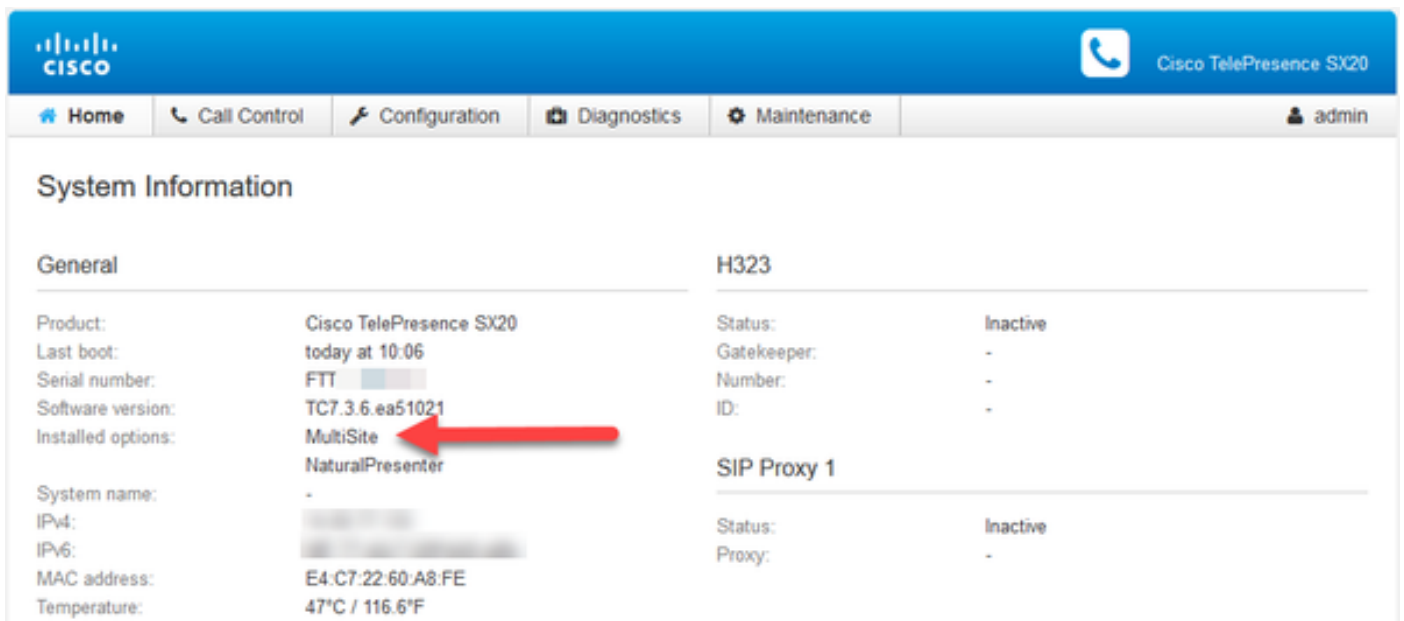 CISCO
Cisco TelePresence SX20
Home Call Control Configuration Diagnostics Maintenance admin
System Information
General
Product: Cisco TelePresence SX20
Last boot: today at 10:06
Serial number: FTT
Software version: TC7.3.6.ea51021
Installed options: MultiSite
NaturalPresenter
System name: -
IPv4:
IPv6:
MAC address: E4:C7:22:60:A8:FE
Temperature: 47°C / 116.6°F
H323
Status: Inactive
Gatekeeper: -
Number: -
ID: -
SIP Proxy 1
Status: Inactive
Proxy: -